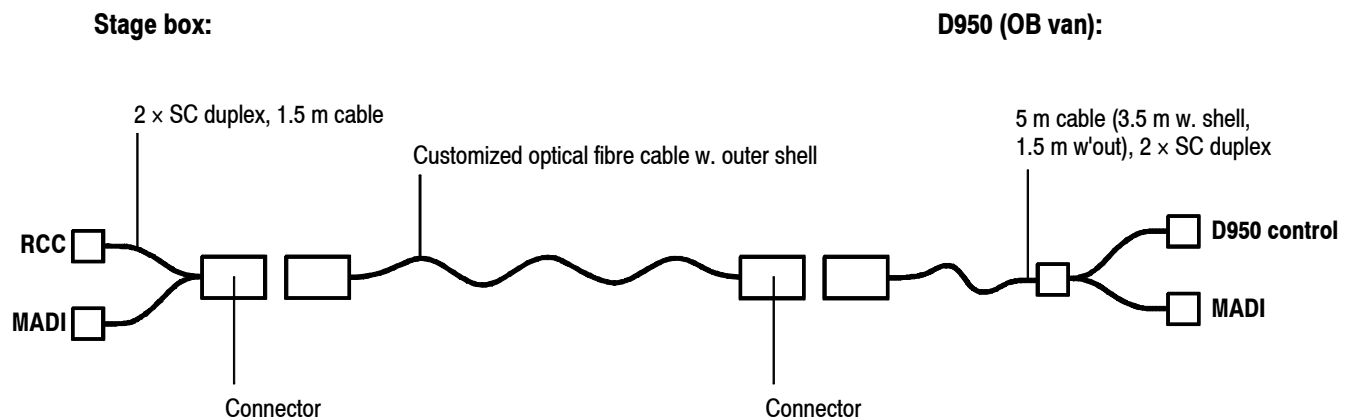 Stage box:
D950 (OB van):
2 × SC duplex, 1.5 m cable
5 m cable (3.5 m w. shell,
1.5 m w'out), 2 × SC duplex
Customized optical fibre cable w. outer shell
RCC
D950 control
MADI
MADI
Connector
Connector